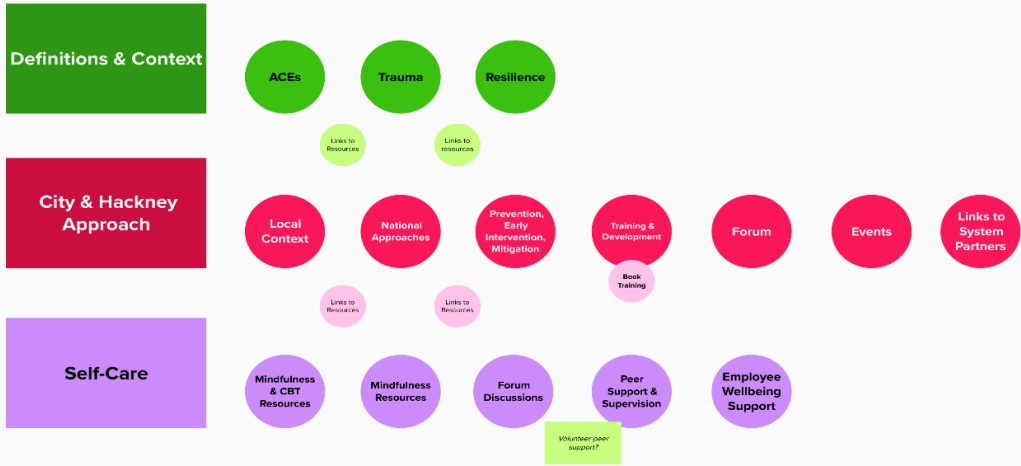 Definitions & Context
ACEs
Trauma
Resilience
Links to
Resources
Links to
resources
City & Hackney
Approach
Local
Context
National
Approaches
Prevention,
Early
Intervention,
Mitigation
Training &
Development
Book
Training
Forum
Events
Links to
System
Partners
Links to
Resources
Links to
Resources
Self-Care
Mindfulness
& CBT
Resources
Mindfulness
Resources
Forum
Discussions
Peer
Support &
Supervision
Volunteer peer
support?
Employee
Wellbeing
Support